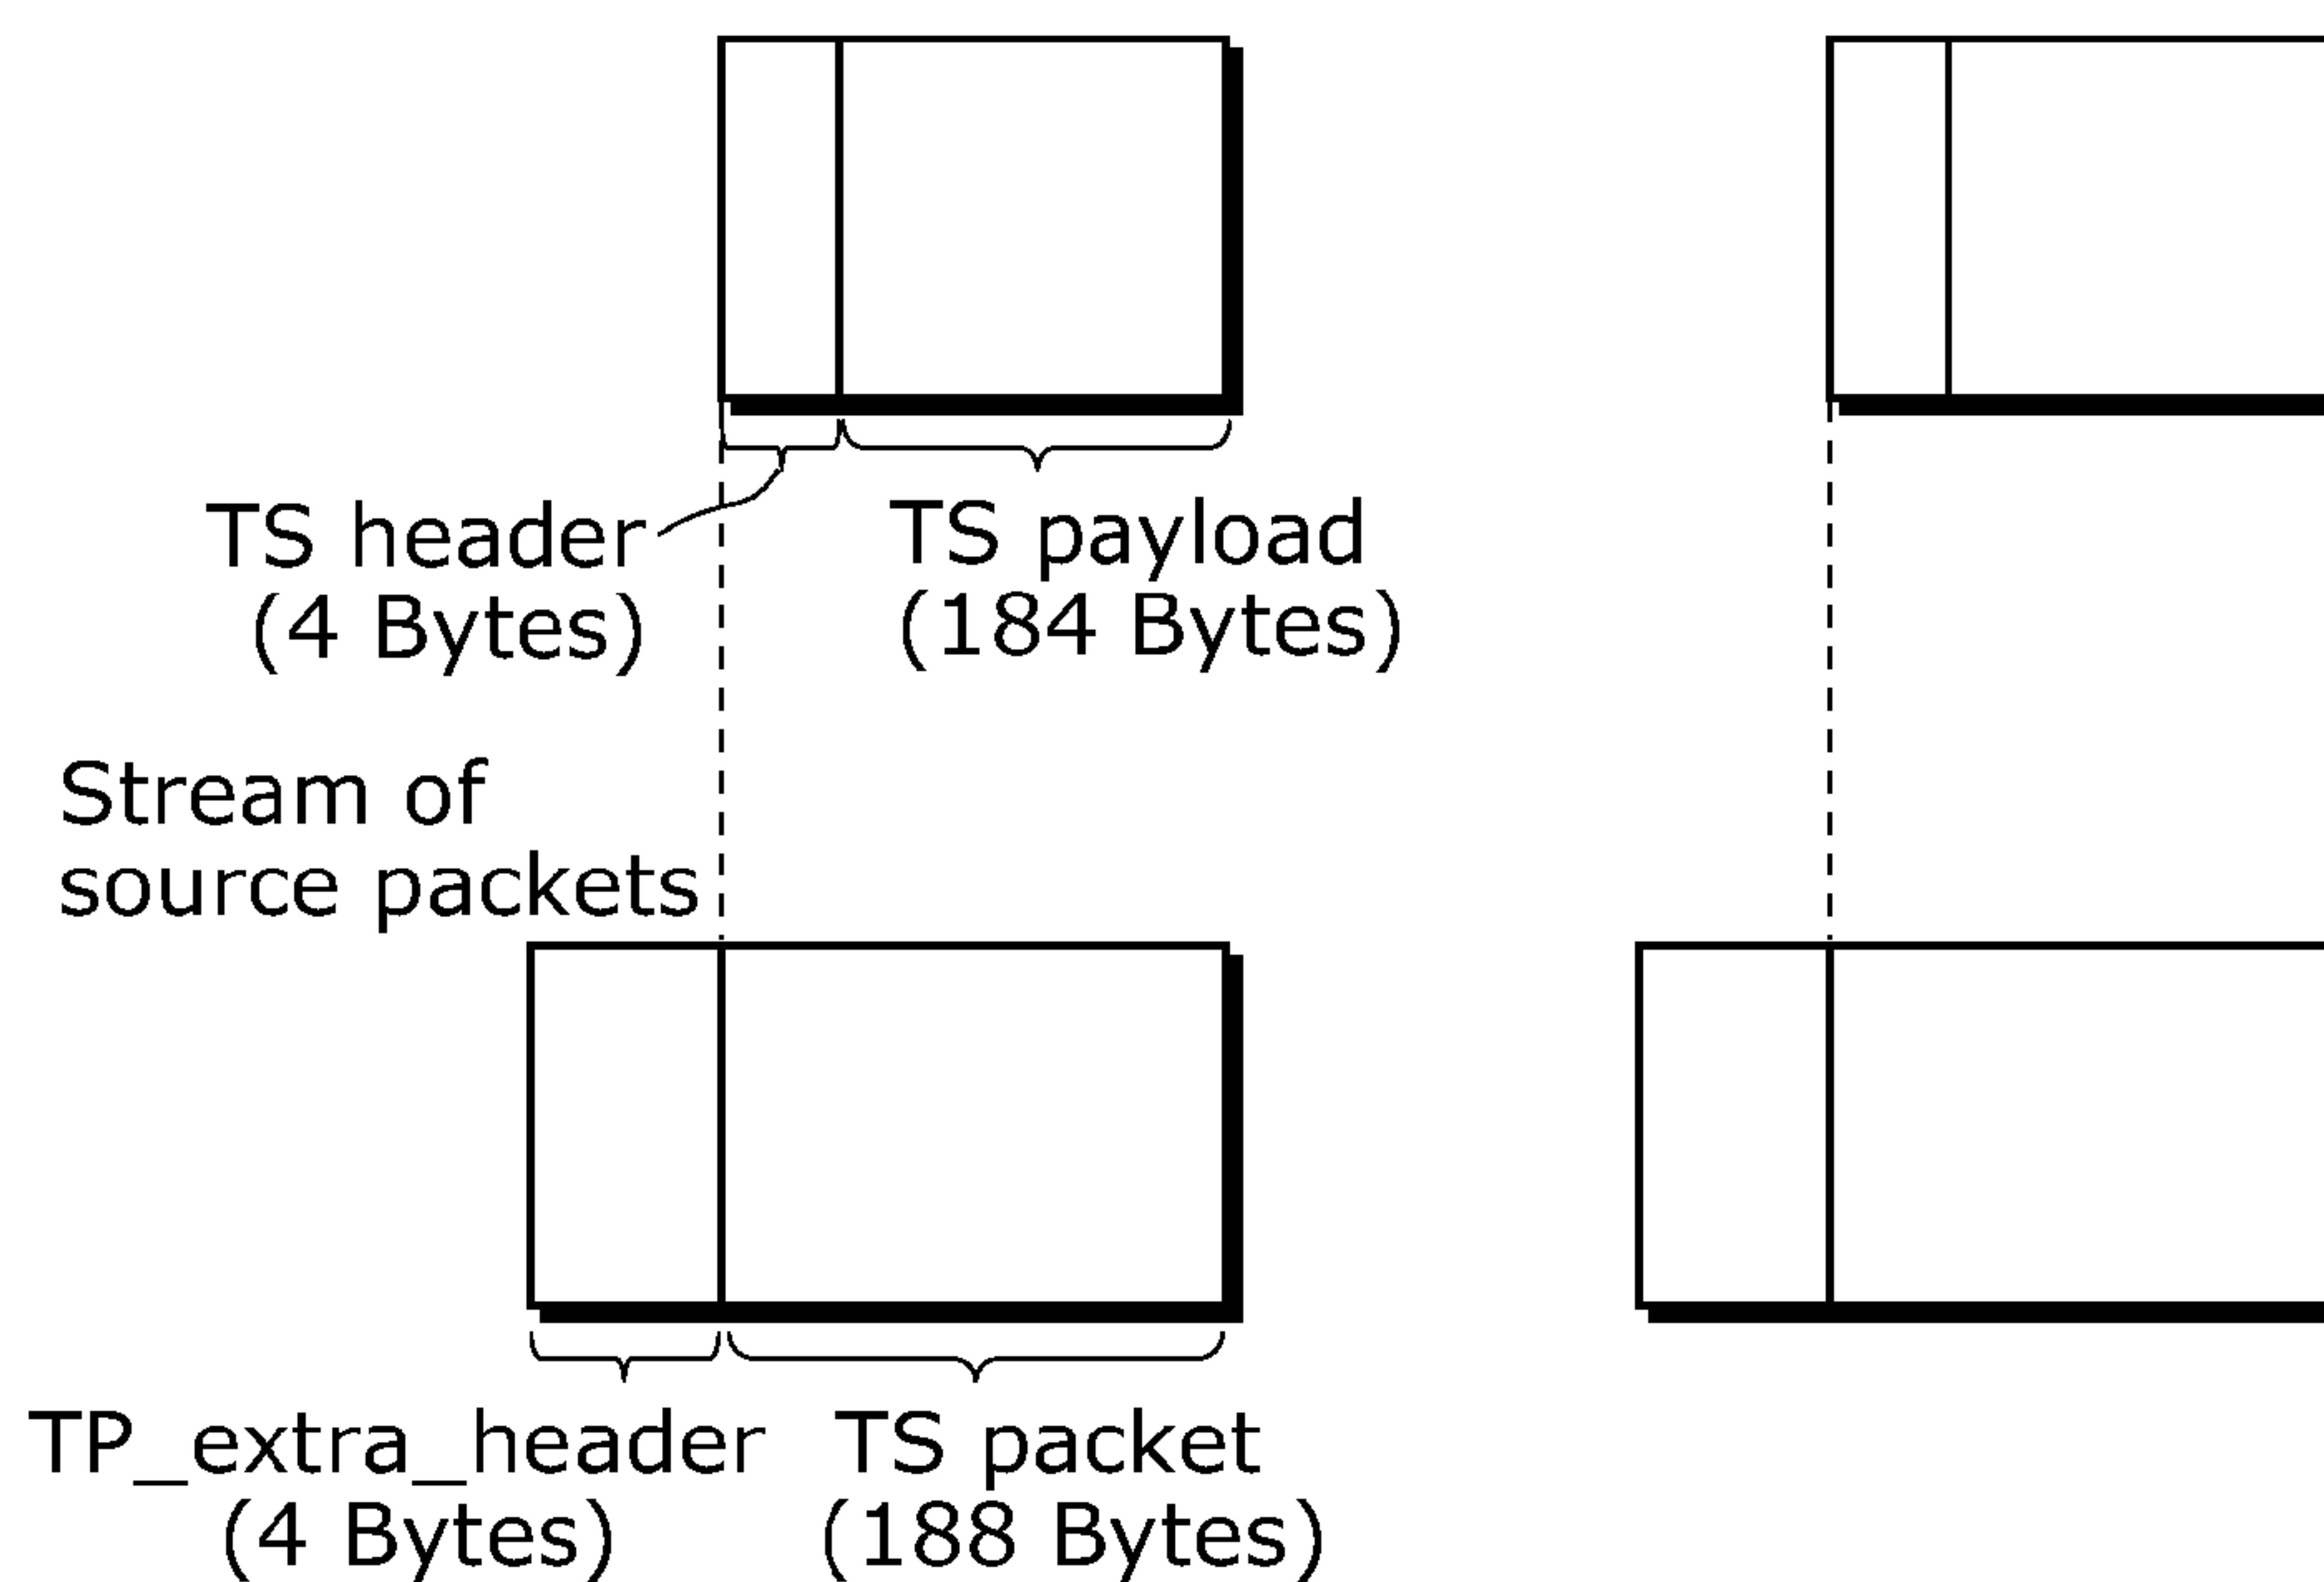 TS header
(4 Bytes)
TS payload
(184 Bytes)
Stream of
source packets
TP_extra_header
(4 Bytes)
TS packet
(188 Bytes)